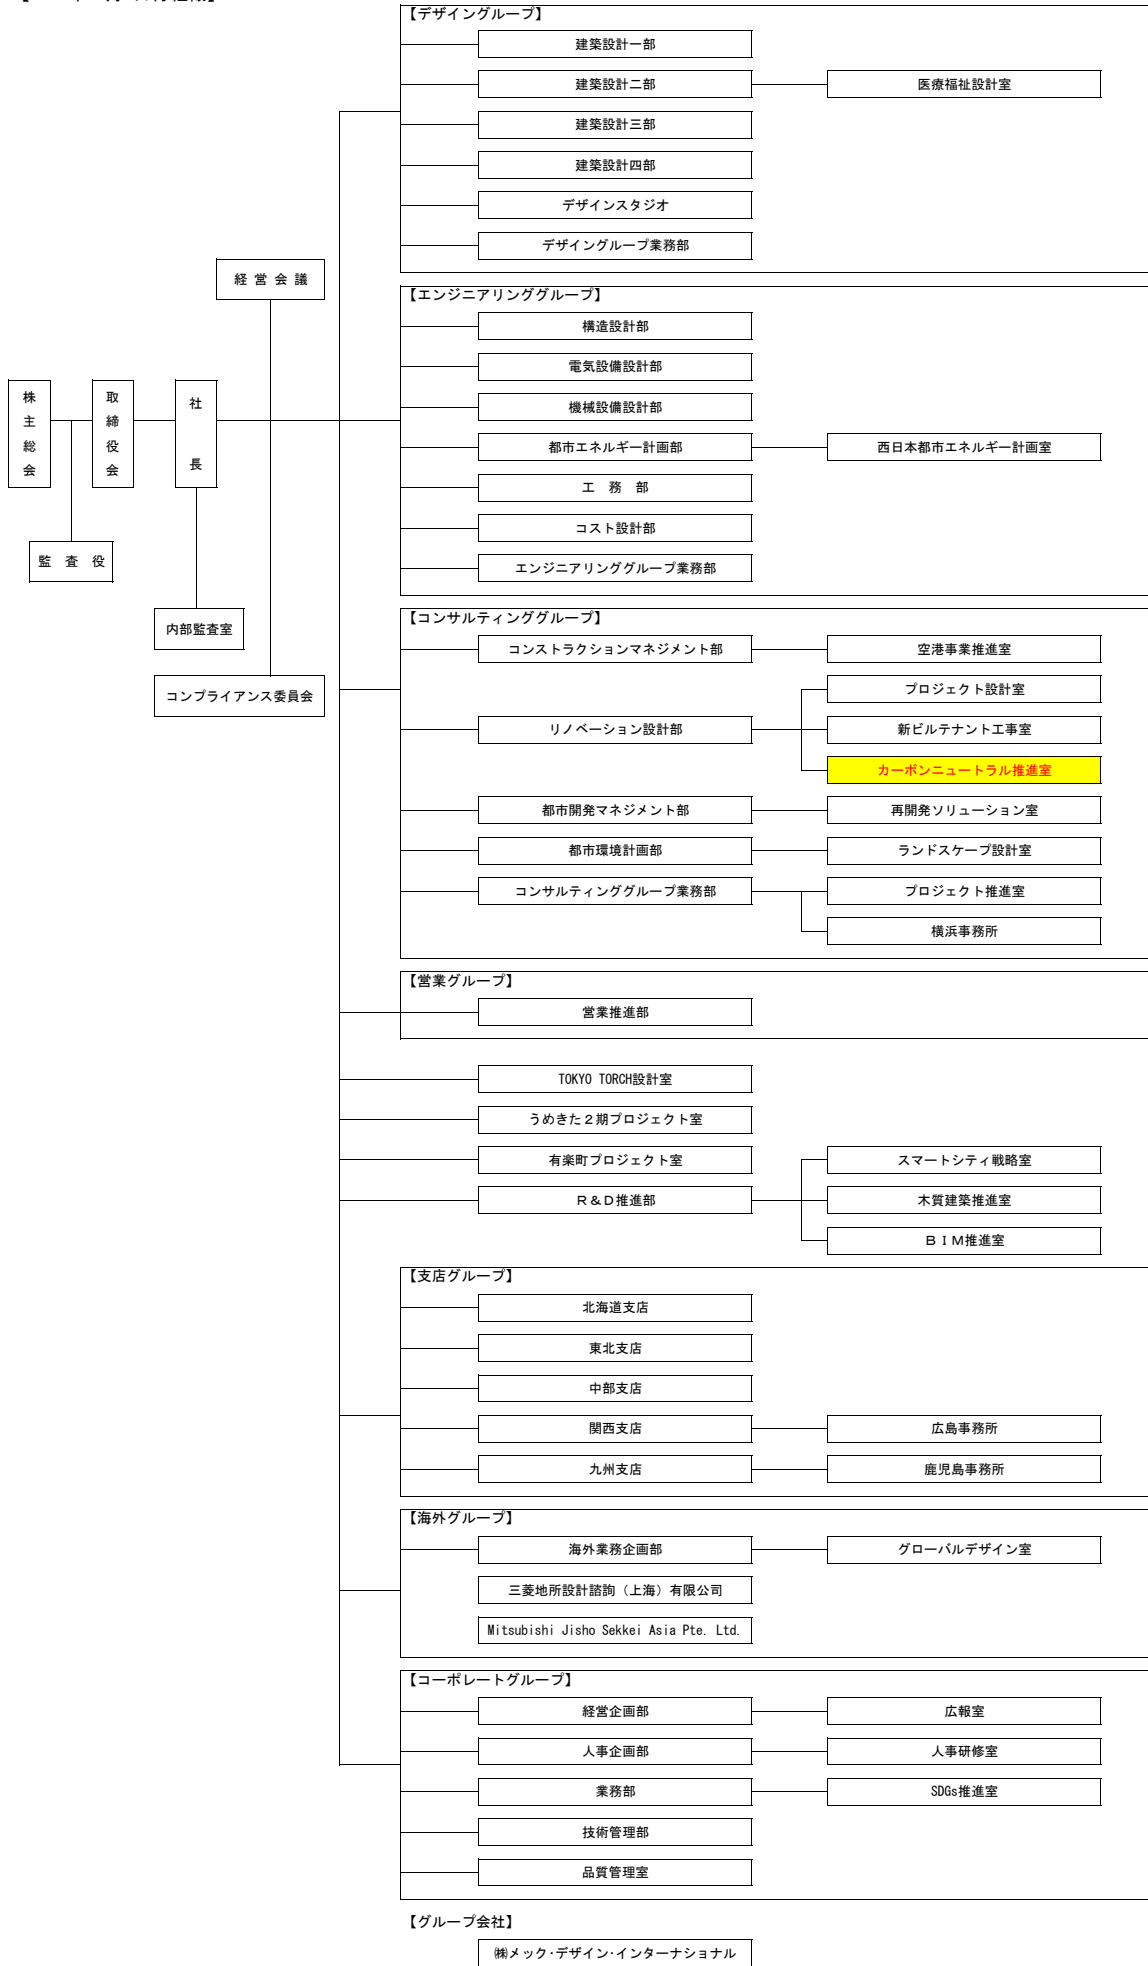 【デザイングループ】
建築設計一部
建築設計二部
医療福祉設計室
建築設計三部
建築設計四部
デザインスタジオ
デザイングループ業務部
経 営 会 議
【エンジニアリンググループ】
構造設計部
電気設備設計部
機械設備設計部
株主総会
取締役会
社長
都市エネルギー計画部
西日本都市エネルギー計画室
工　務　部
コスト設計部
監　査　役
エンジニアリンググループ業務部
内部監査室
コンプライアンス委員会
【コンサルティンググループ】
コンストラクションマネジメント部
空港事業推進室
プロジェクト設計室
リノベーション設計部
新ビルテナント工事室
カーボンニュートラル推進室
都市開発マネジメント部
再開発ソリューション室
都市環境計画部
ランドスケープ設計室
コンサルティンググループ業務部
プロジェクト推進室
横浜事務所
【営業グループ】
営業推進部
TOKYO TORCH設計室
うめきた２期プロジェクト室
有楽町プロジェクト室
スマートシティ戦略室
Ｒ＆Ｄ推進部
木質建築推進室
ＢＩＭ推進室
【支店グループ】
北海道支店
東北支店
中部支店
関西支店
広島事務所
九州支店
鹿児島事務所
【海外グループ】
海外業務企画部
グローバルデザイン室
三菱地所設計諮詢（上海）有限公司
Mitsubishi Jisho Sekkei Asia Pte. Ltd.
【コーポレートグループ】
経営企画部
広報室
人事企画部
人事研修室
業務部
SDGs推進室
技術管理部
品質管理室
【グループ会社】
㈱メック･デザイン･インターナショナル